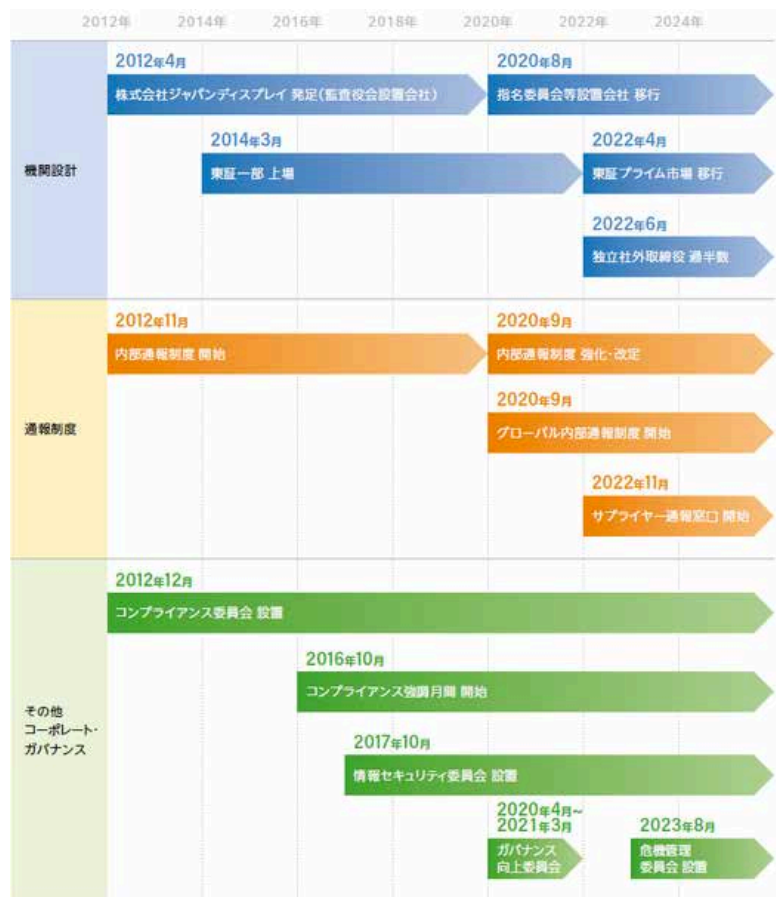 2012年 2014年 2016年 2018年 2020年 2022年 2024年
機関設計
2012年4月
株式会社ジャパンディスプレイ 発足(監査役会設置会社)
2020年8月
指名委員会等設置会社 移行
2014年3月
東証一部 上場
2022年4月
東証プライム市場 移行
2022年6月
独立社外取締役 過半数
通報制度
2012年11月
内部通報制度 開始
2020年9月
内部通報制度 強化・改定
2020年9月
グローバル内部通報制度 開始
2022年11月
サプライヤー通報窓口 開始
その他
コーポレート・
ガバナンス
2012年12月
コンプライアンス委員会 設置
2016年10月
コンプライアンス強調月間 開始
2017年10月
情報セキュリティ委員会 設置
2020年4月~
2021年3月
ガバナンス
向上委員会
2023年8月
危機管理
委員会 設置